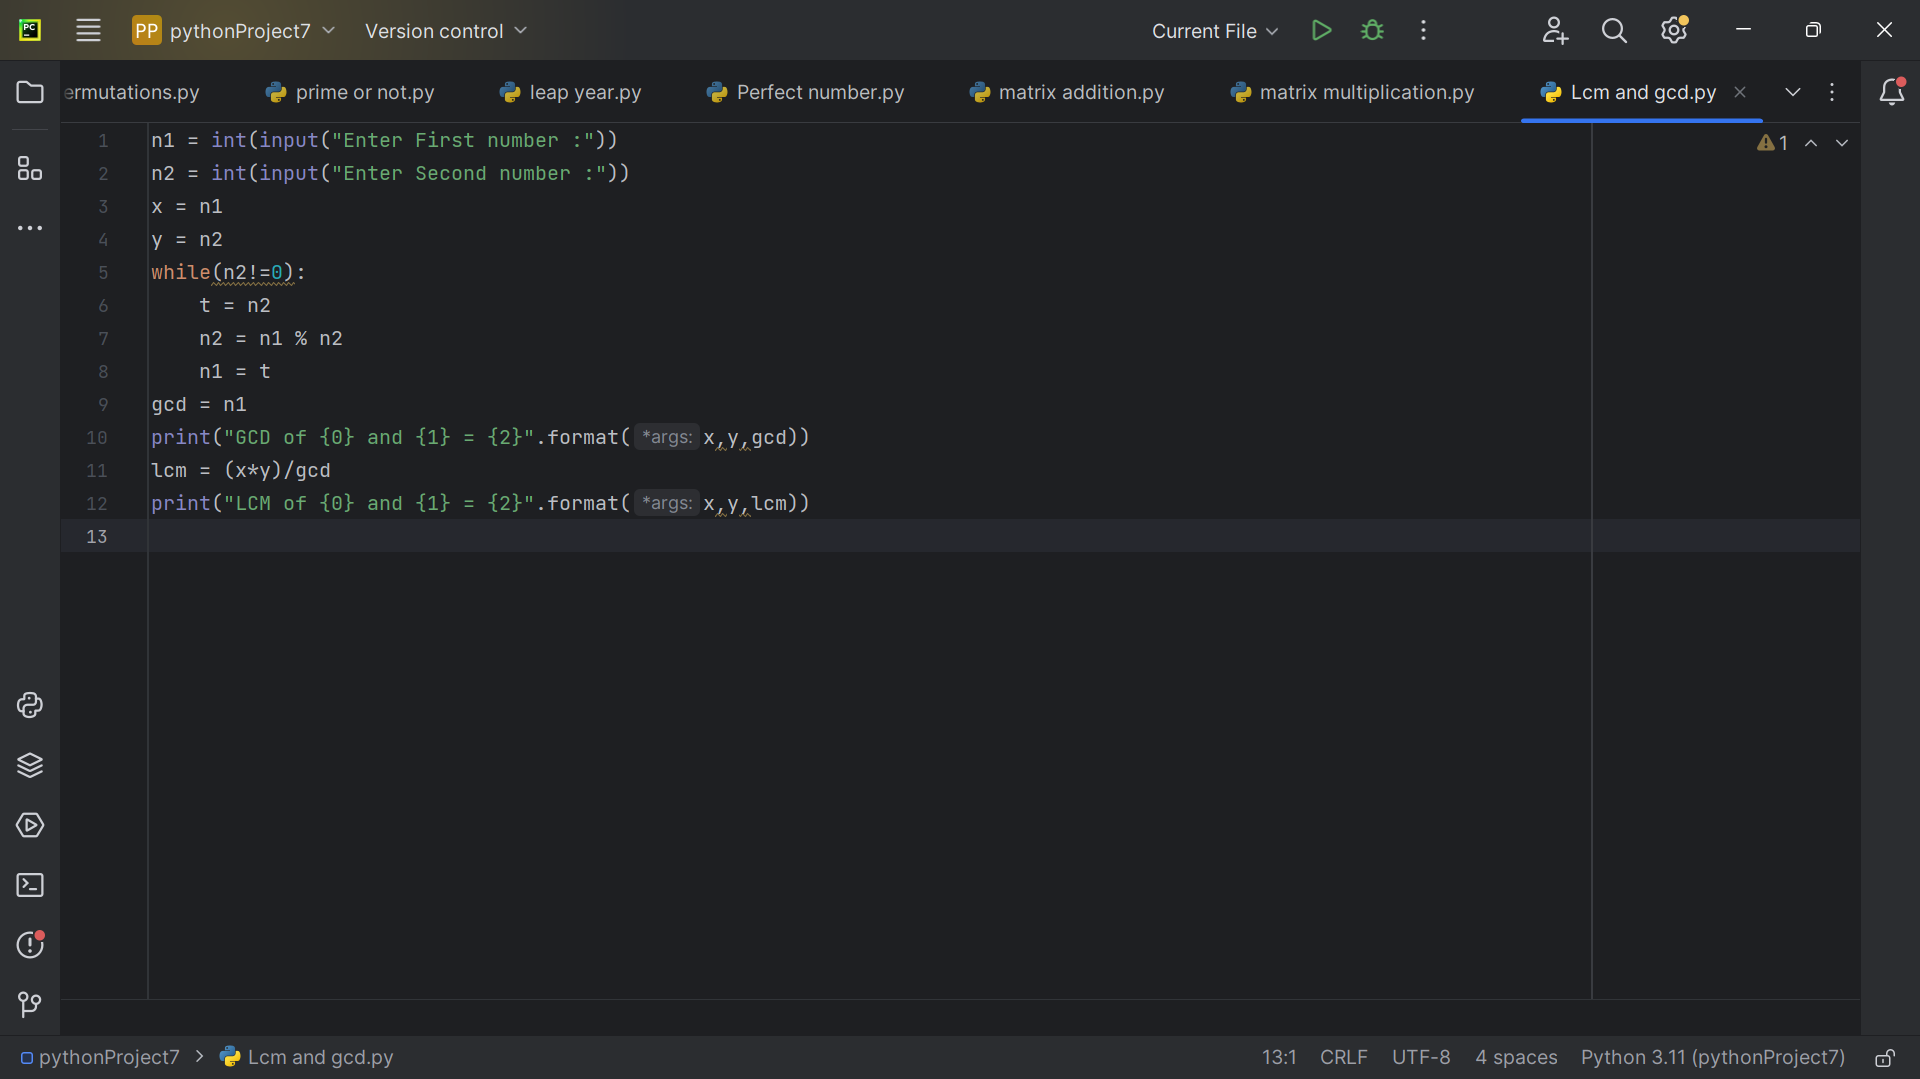 PC
PP pythonProject7 Version control Current File
ermutations.py prime or not.py leap year.py Perfect number.py matrix addition.py matrix multiplication.py Lcm and gcd.py
1 n1 = int(input("Enter First number :")) 1
2 n2 = int(input("Enter Second number :"))
3 x = n1
4 y = n2
5 while(n2!=0):
6     t = n2
7     n2 = n1 % n2
8     n1 = t
9 gcd = n1
10 print("GCD of {0} and {1} = {2}".format( *args: x,y,gcd))
11 lcm = (x*y)/gcd
12 print("LCM of {0} and {1} = {2}".format( *args: x,y,lcm))
13
pythonProject7 > Lcm and gcd.py 13:1 CRLF UTF-8 4 spaces Python 3.11 (pythonProject7)